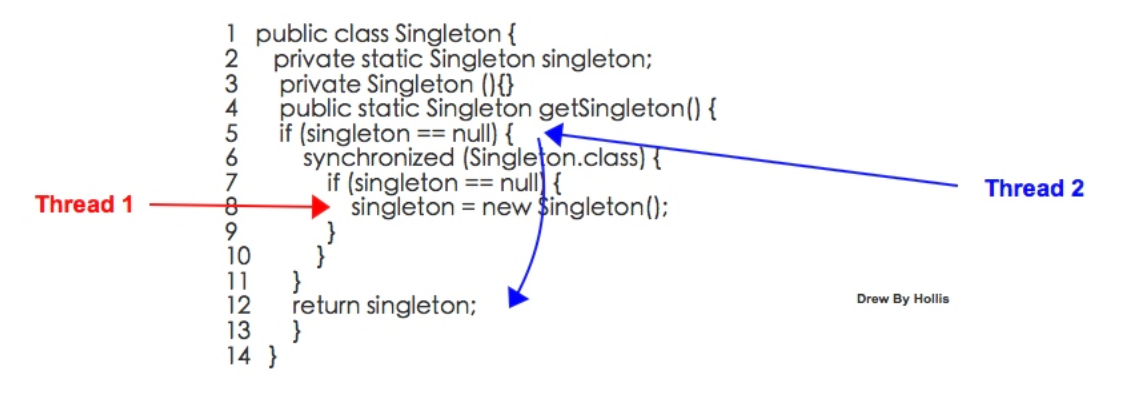 1 public class Singleton {
2 private static Singleton singleton;
3 private Singleton (){}
4 public static Singleton getSingleton() {
5 if (singleton == null) {
6 synchronized (Singleton.class) {
7 if (singleton == null) {
Thread 2
Thread 1
8 singleton = new Singleton();
9 }
10 }
11 }
12 return singleton;
Drew By Hollis
13 }
14 }